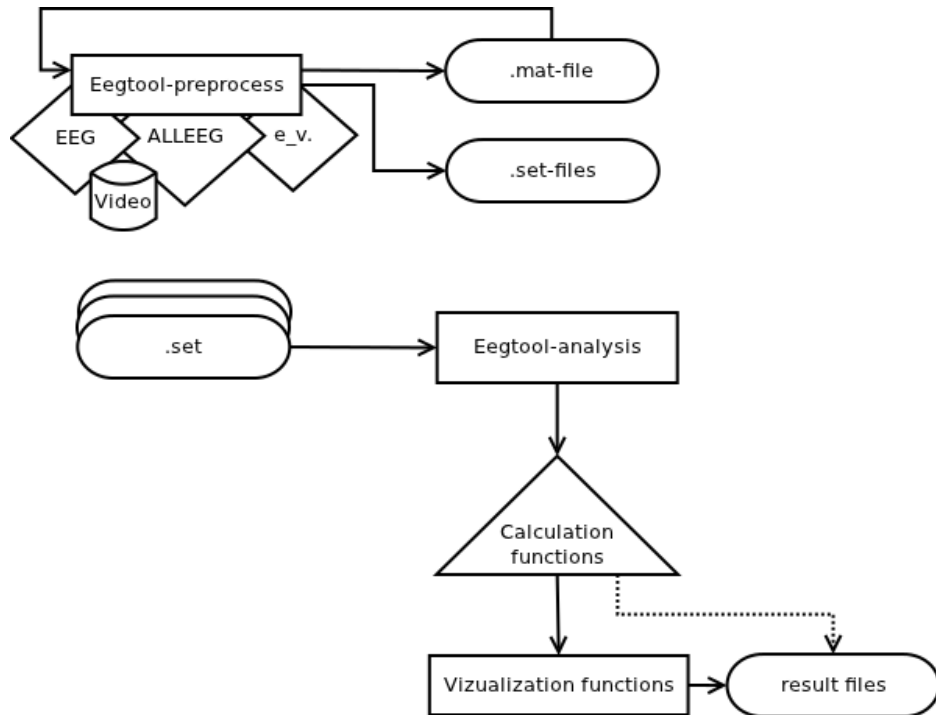 .mat-file
Eegtool-preprocess
EEG
ALLEEG
e_v.
.set-files
Video
.set
Eegtool-analysis
Calculation
functions
Vizualization functions
result files